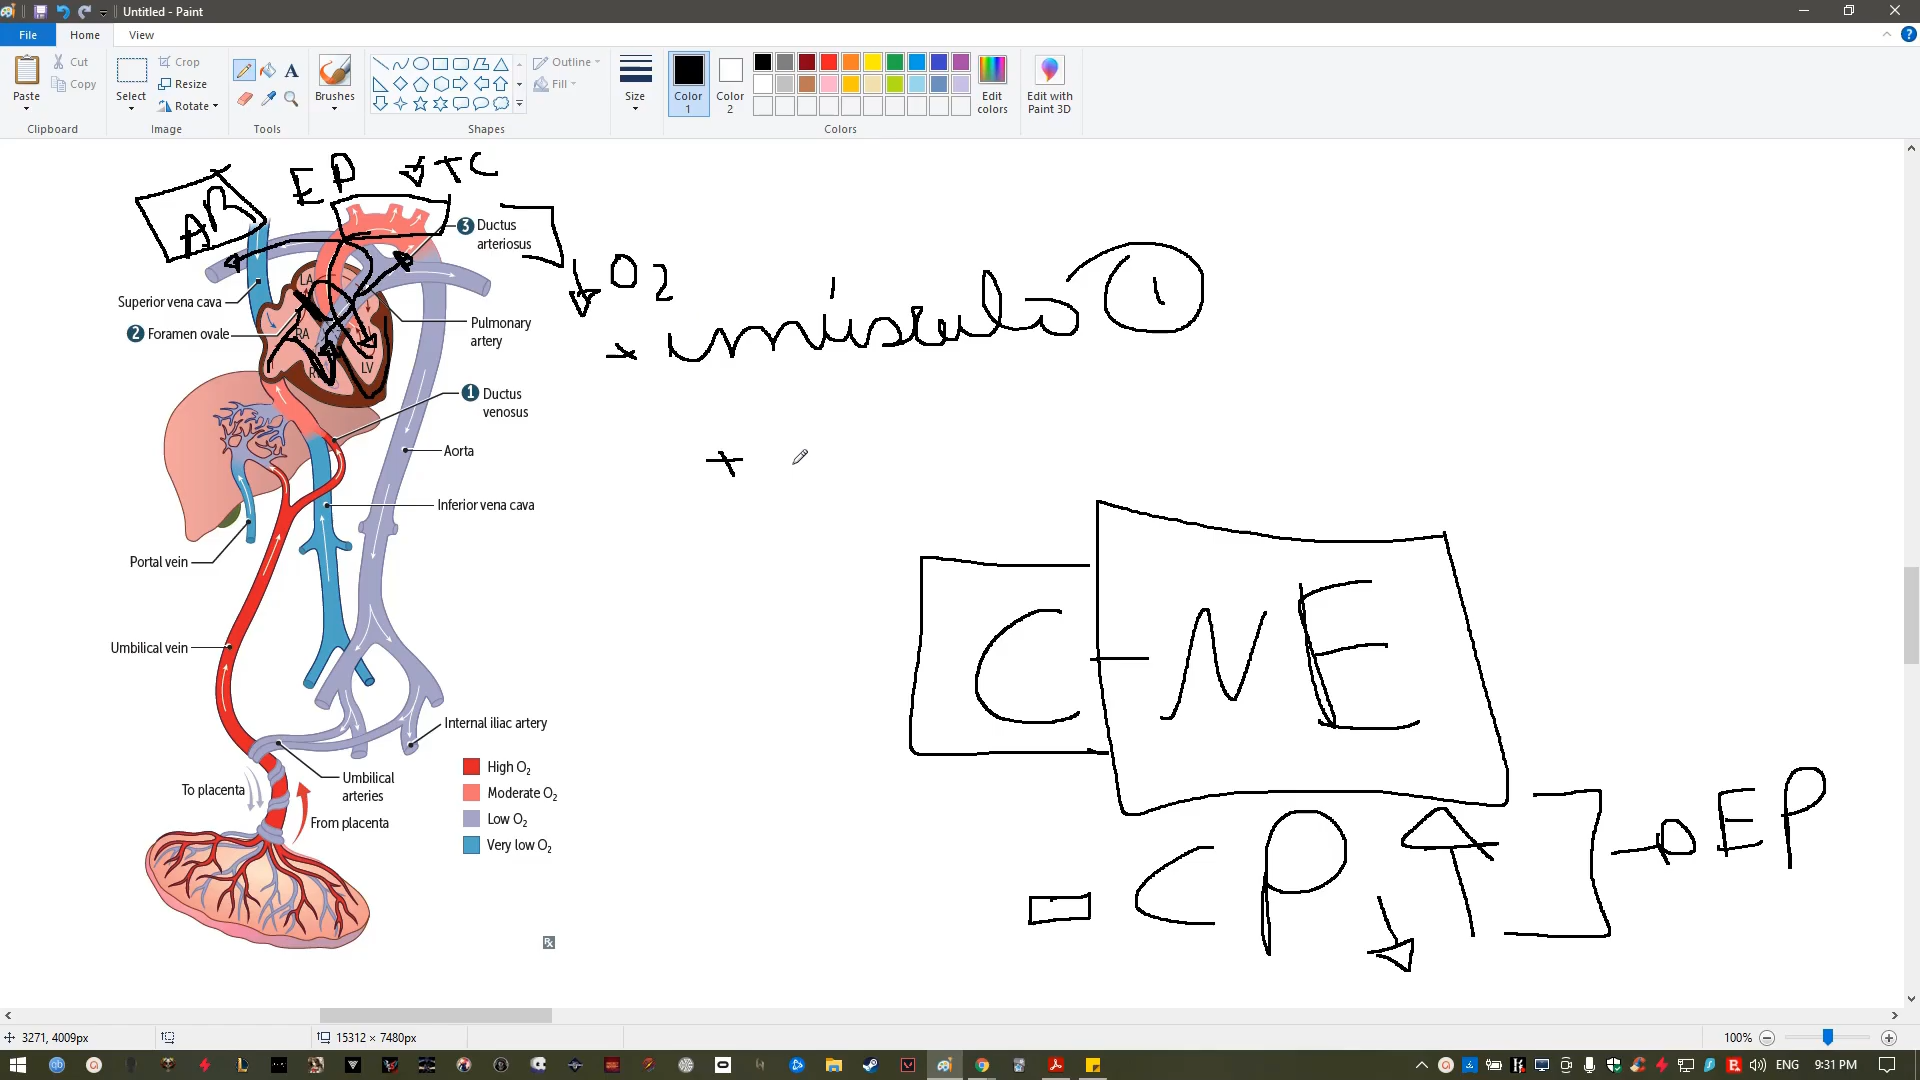 Untitled - Paint
File Home View
Paste
Cut
Copy
Clipboard
Select
Crop
Resize
Rotate
Image
Tools
Brushes
Shapes
Outline
Fill
Size
Color 1
Color 2
Colors
Edit colors
Edit with Paint 3D
AB
EP
TC
3 Ductus arteriosus
O2
músculo
1
LA
Superior vena cava
2 Foramen ovale
RA
LV
Pulmonary artery
1 Ductus venosus
Aorta
Inferior vena cava
Portal vein
Umbilical vein
Internal iliac artery
Umbilical arteries
To placenta
From placenta
High O₂
Moderate O₂
Low O₂
Very low O₂
Rx
C - NE
CP
EP
3271, 4009px
15312 × 7480px
100%
ENG
9:31 PM